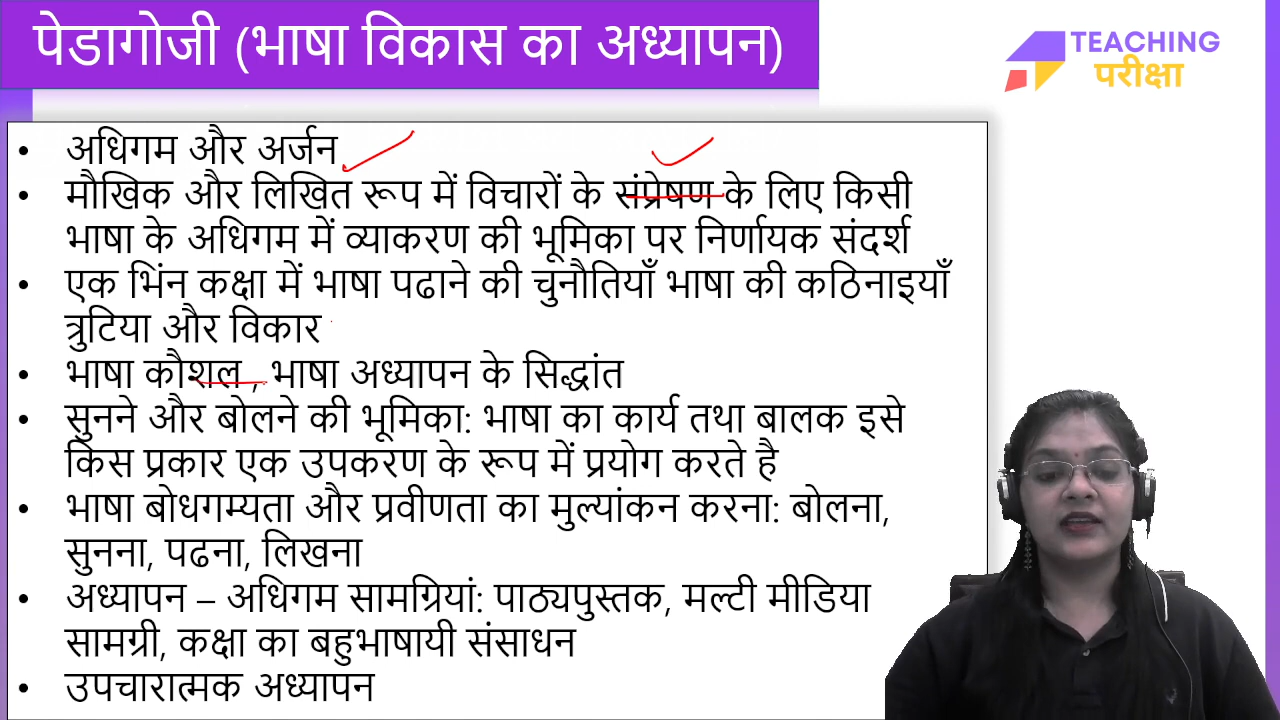 पेडागोजी (भाषा विकास का अध्यापन)
TEACHING
परीक्षा
• अधिगम और अर्जन
• मौखिक और लिखित रूप में विचारों के संप्रेषण के लिए किसी
भाषा के अधिगम में व्याकरण की भूमिका पर निर्णायक संदर्श
• एक भिंन कक्षा में भाषा पढाने की चुनौतियाँ भाषा की कठिनाइयाँ
त्रुटिया और विकार
• भाषा कौशल , भाषा अध्यापन के सिद्धांत
• सुनने और बोलने की भूमिका: भाषा का कार्य तथा बालक इसे
किस प्रकार एक उपकरण के रूप में प्रयोग करते है
• भाषा बोधगम्यता और प्रवीणता का मुल्यांकन करना: बोलना,
सुनना, पढना, लिखना
• अध्यापन – अधिगम सामग्रियां: पाठ्यपुस्तक, मल्टी मीडिया
सामग्री, कक्षा का बहुभाषायी संसाधन
• उपचारात्मक अध्यापन